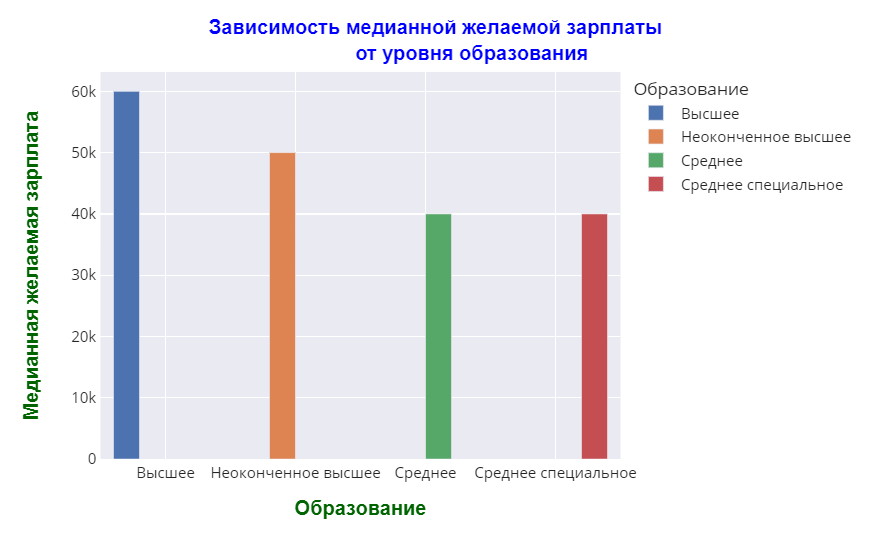 Зависимость медианной желаемой зарплаты
от уровня образования
Медианная желаемая зарплата
60k
50k
40k
30k
20k
10k
0
Высшее
Неоконченное высшее
Среднее
Среднее специальное
Образование
Образование
Высшее
Неоконченное высшее
Среднее
Среднее специальное